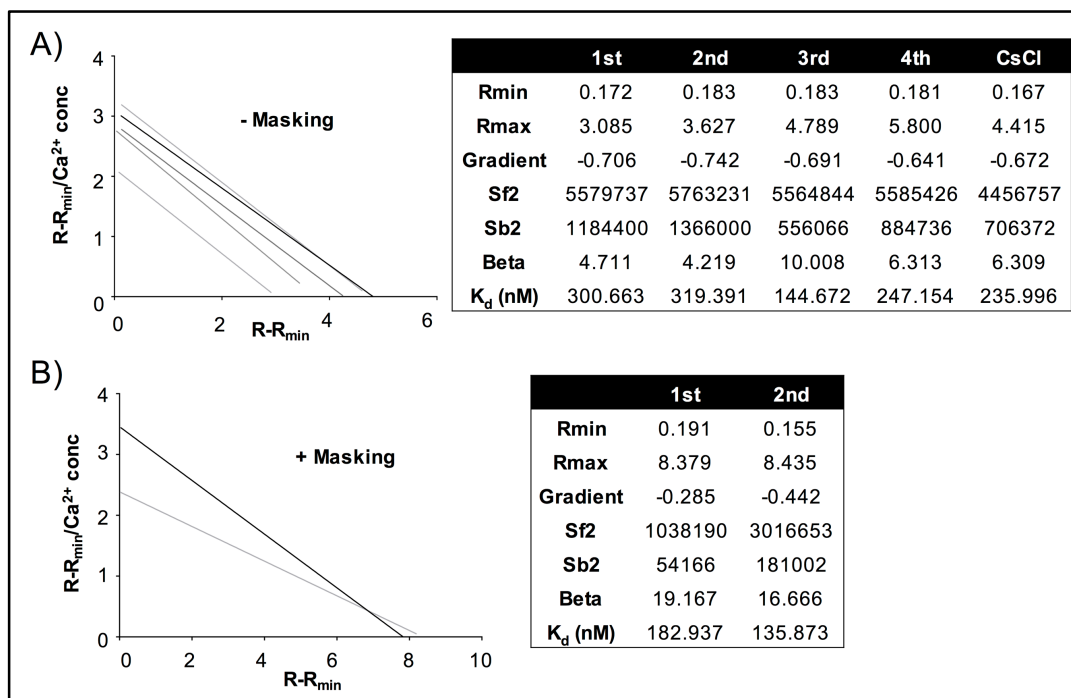 A)
4
3
2
1
0
0
2
4
6
R-Rmin/Ca2+ conc
- Masking
R-Rmin
1st 2nd 3rd 4th CsCl
Rmin 0.172 0.183 0.183 0.181 0.167
Rmax 3.085 3.627 4.789 5.800 4.415
Gradient -0.706 -0.742 -0.691 -0.641 -0.672
Sf2 5579737 5763231 5564844 5585426 4456757
Sb2 1184400 1366000 556066 884736 706372
Beta 4.711 4.219 10.008 6.313 6.309
Kd (nM) 300.663 319.391 144.672 247.154 235.996
B)
4
3
2
1
0
0
2
4
6
8
10
R-Rmin/Ca2+ conc
+ Masking
R-Rmin
1st 2nd
Rmin 0.191 0.155
Rmax 8.379 8.435
Gradient -0.285 -0.442
Sf2 1038190 3016653
Sb2 54166 181002
Beta 19.167 16.666
Kd (nM) 182.937 135.873